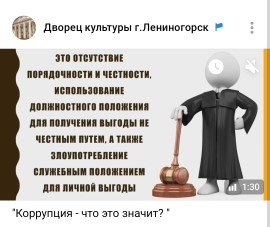 Дворец культуры г.Лениногорск
ЭТО ОТСУТСТВИЕ
ПОРЯДОЧНОСТИ И ЧЕСТНОСТИ,
ИСПОЛЬЗОВАНИЕ
ДОЛЖНОСТНОГО ПОЛОЖЕНИЯ
ДЛЯ ПОЛУЧЕНИЯ ВЫГОДЫ НЕ
ЧЕСТНЫМ ПУТЕМ, А ТАКЖЕ
ЗЛОУПОТРЕБЛЕНИЕ
СЛУЖЕБНЫМ ПОЛОЖЕНИЕМ
ДЛЯ ЛИЧНОЙ ВЫГОДЫ
1:30
"Коррупция - что это значит? "